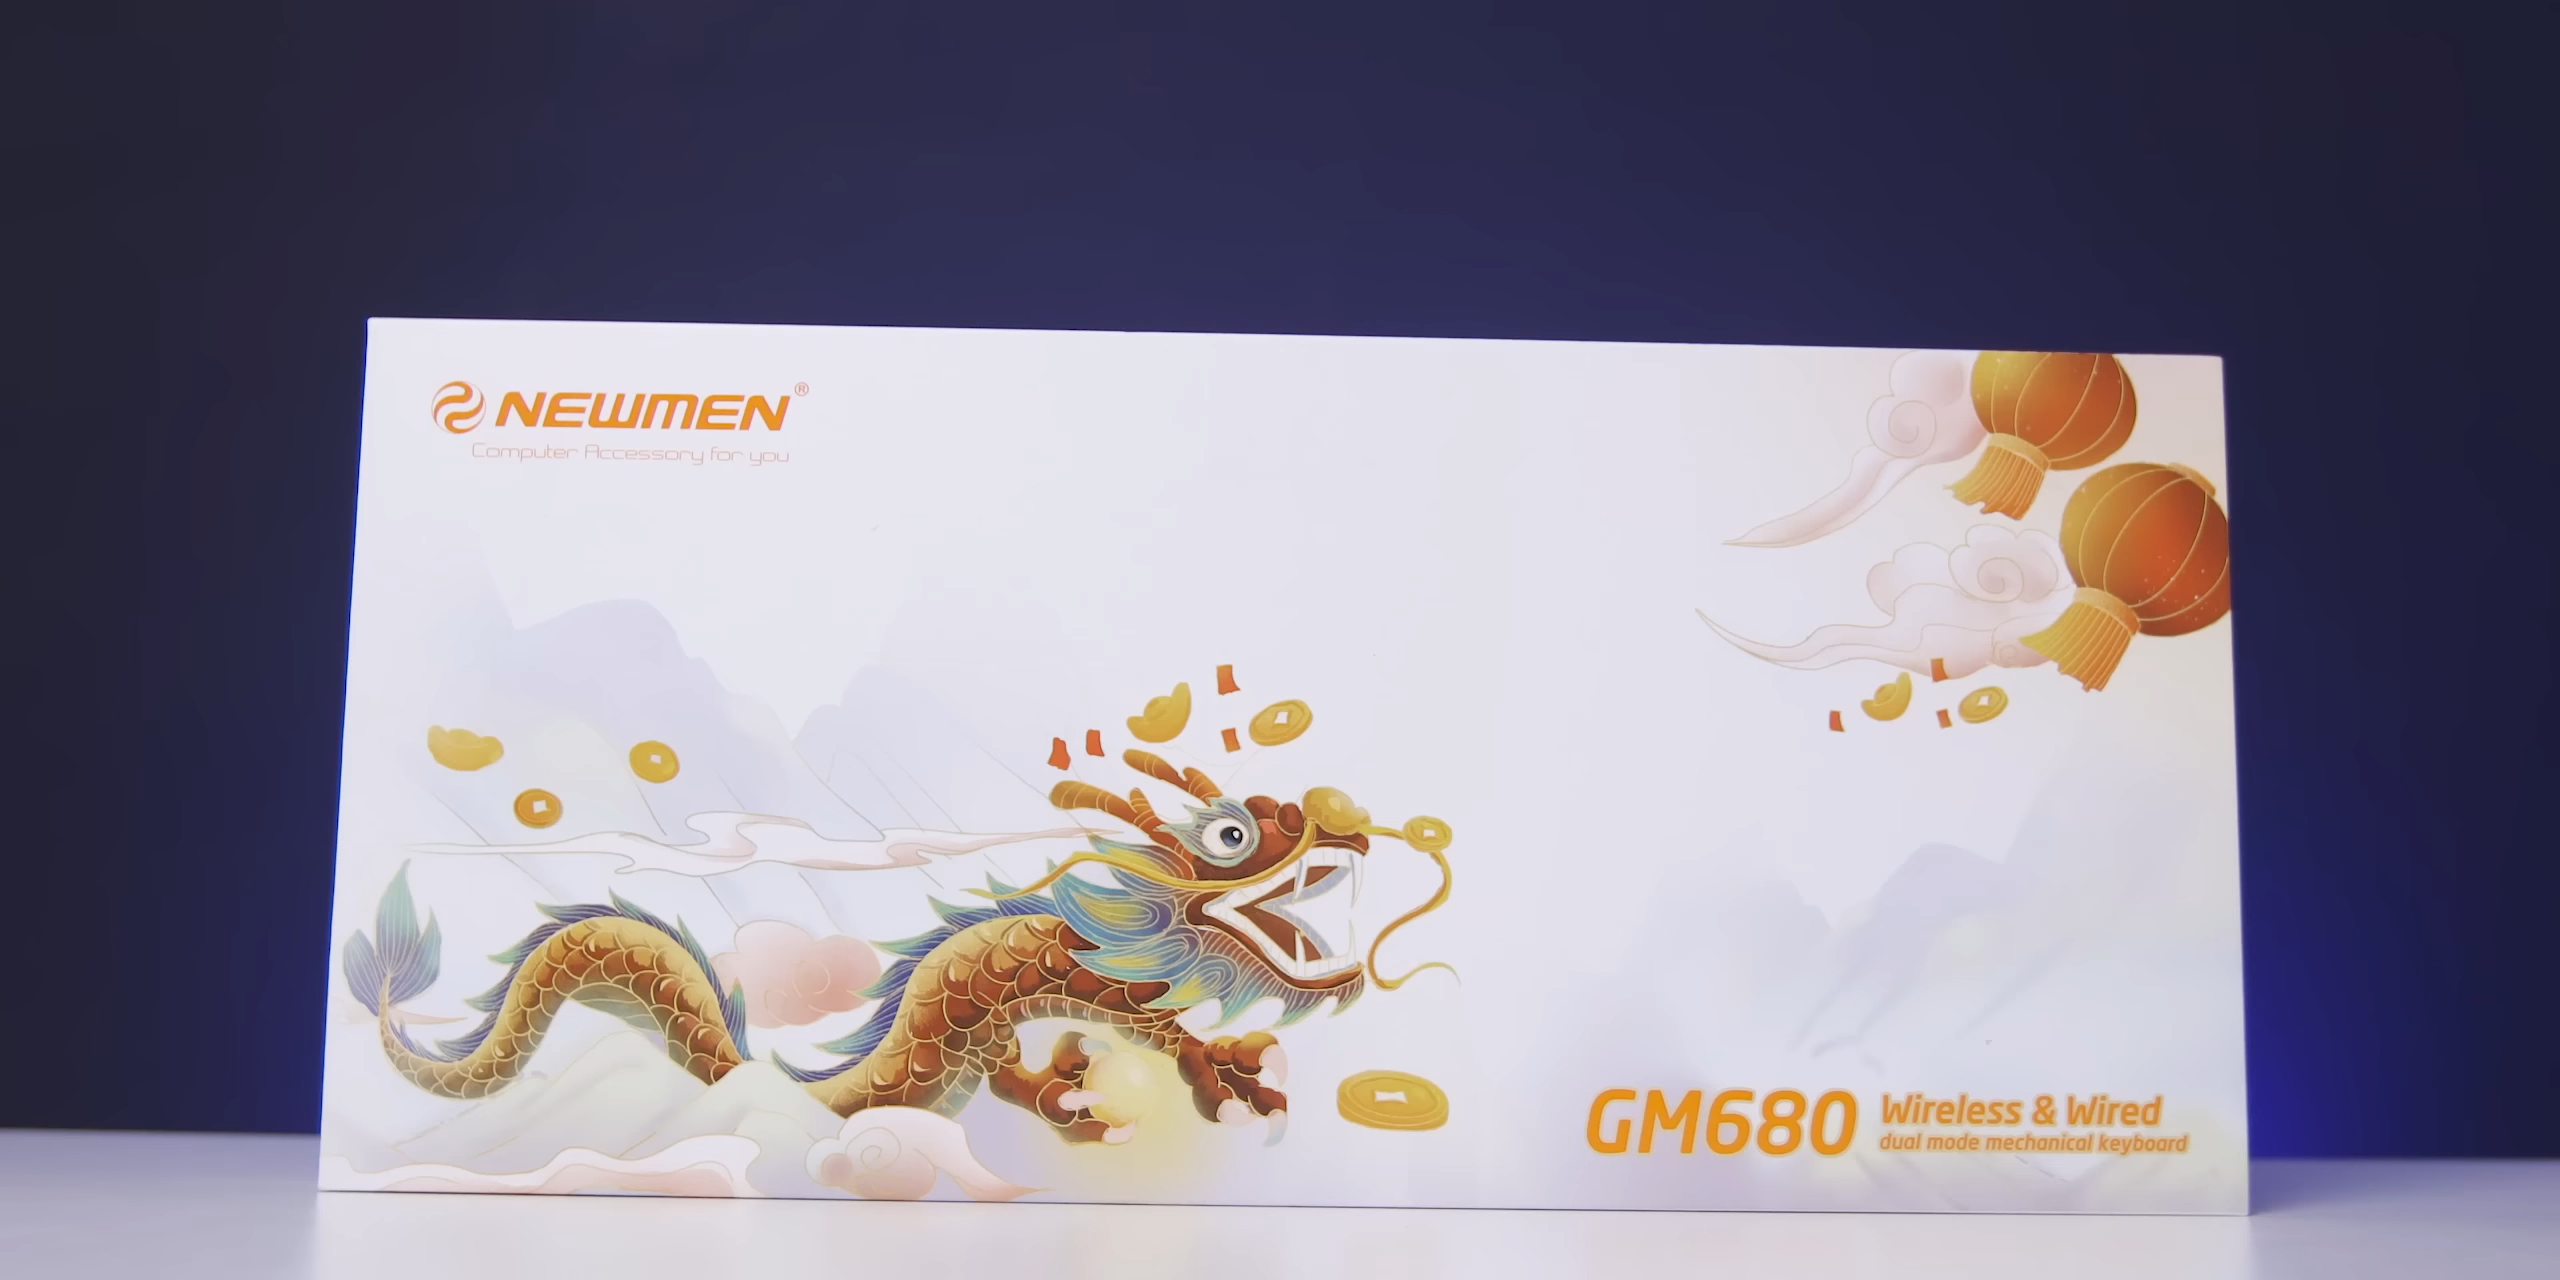 NEWMEN®
Computer Accessory for you
GM680
Wireless & Wired
dual mode mechanical keyboard